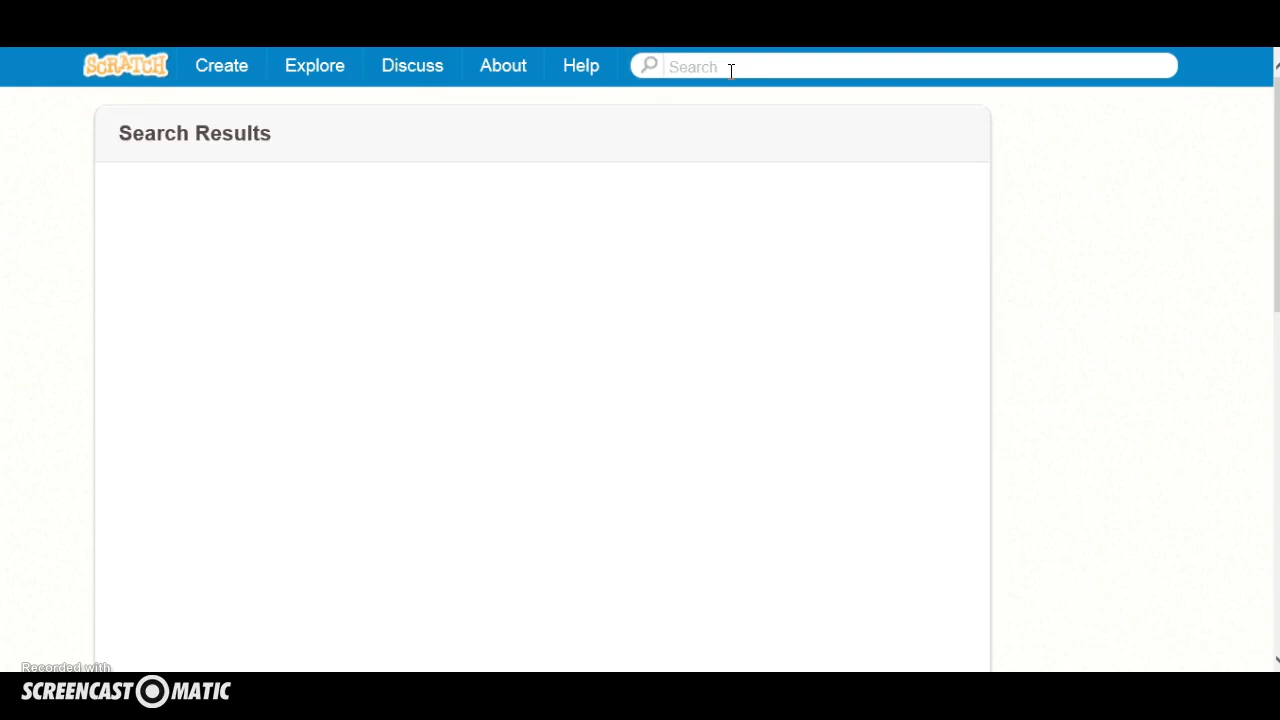 SCRATCH Create Explore Discuss About Help Search
Search Results
Recorded with
SCREENCAST-O-MATIC